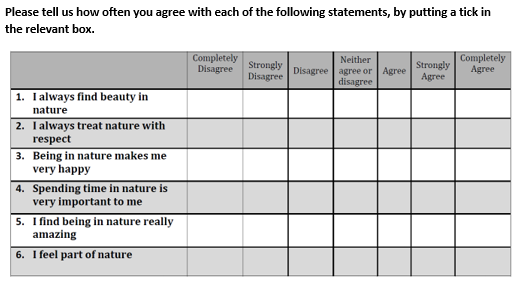 Please tell us how often you agree with each of the following statements, by putting a tick in
the relevant box.
Completely Disagree
Strongly Disagree
Disagree
Neither agree or disagree
Agree
Strongly Agree
Completely Agree
1. I always find beauty in
nature
2. I always treat nature with
respect
3. Being in nature makes me
very happy
4. Spending time in nature is
very important to me
5. I find being in nature really
amazing
6. I feel part of nature